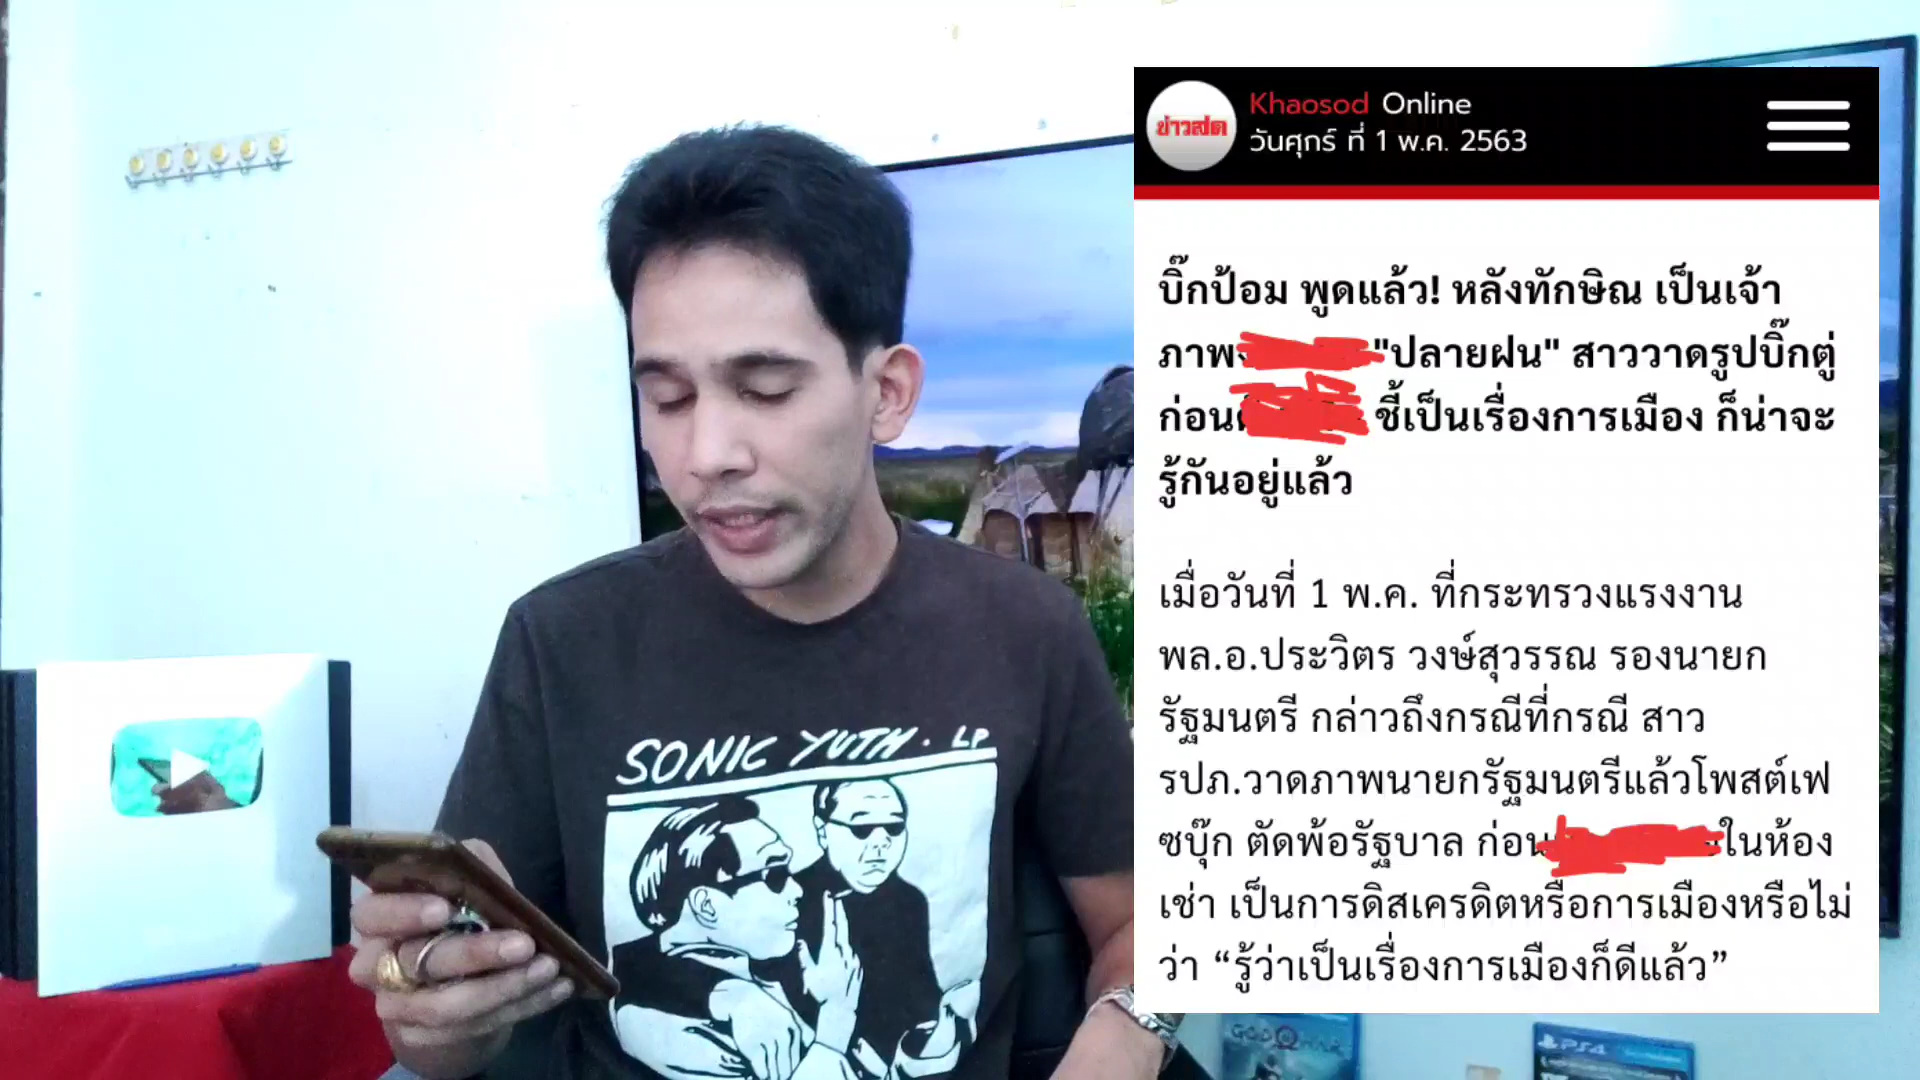 Khaosod Online
ข่าวสด
วันศุกร์ ที่ 1 พ.ค. 2563
บิ๊กป้อม พูดแล้ว! หลังทักษิณ เป็นเจ้า
ภาพ "ปลายฝน" สาววาดรูปบิ๊กตู่
ก่อน ชี้เป็นเรื่องการเมือง ก็น่าจะ
รู้กันอยู่แล้ว
เมื่อวันที่ 1 พ.ค. ที่กระทรวงแรงงาน
พล.อ.ประวิตร วงษ์สุวรรณ รองนายก
รัฐมนตรี กล่าวถึงกรณีที่กรณี สาว
รปภ.วาดภาพนายกรัฐมนตรีแล้วโพสต์เฟ
ซบุ๊ก ตัดพ้อรัฐบาล ก่อน ในห้อง
เช่า เป็นการดิสเครดิตหรือการเมืองหรือไม่
ว่า “รู้ว่าเป็นเรื่องการเมืองก็ดีแล้ว”
SONIC YUTH. LP
GOD OF WAR
PS4